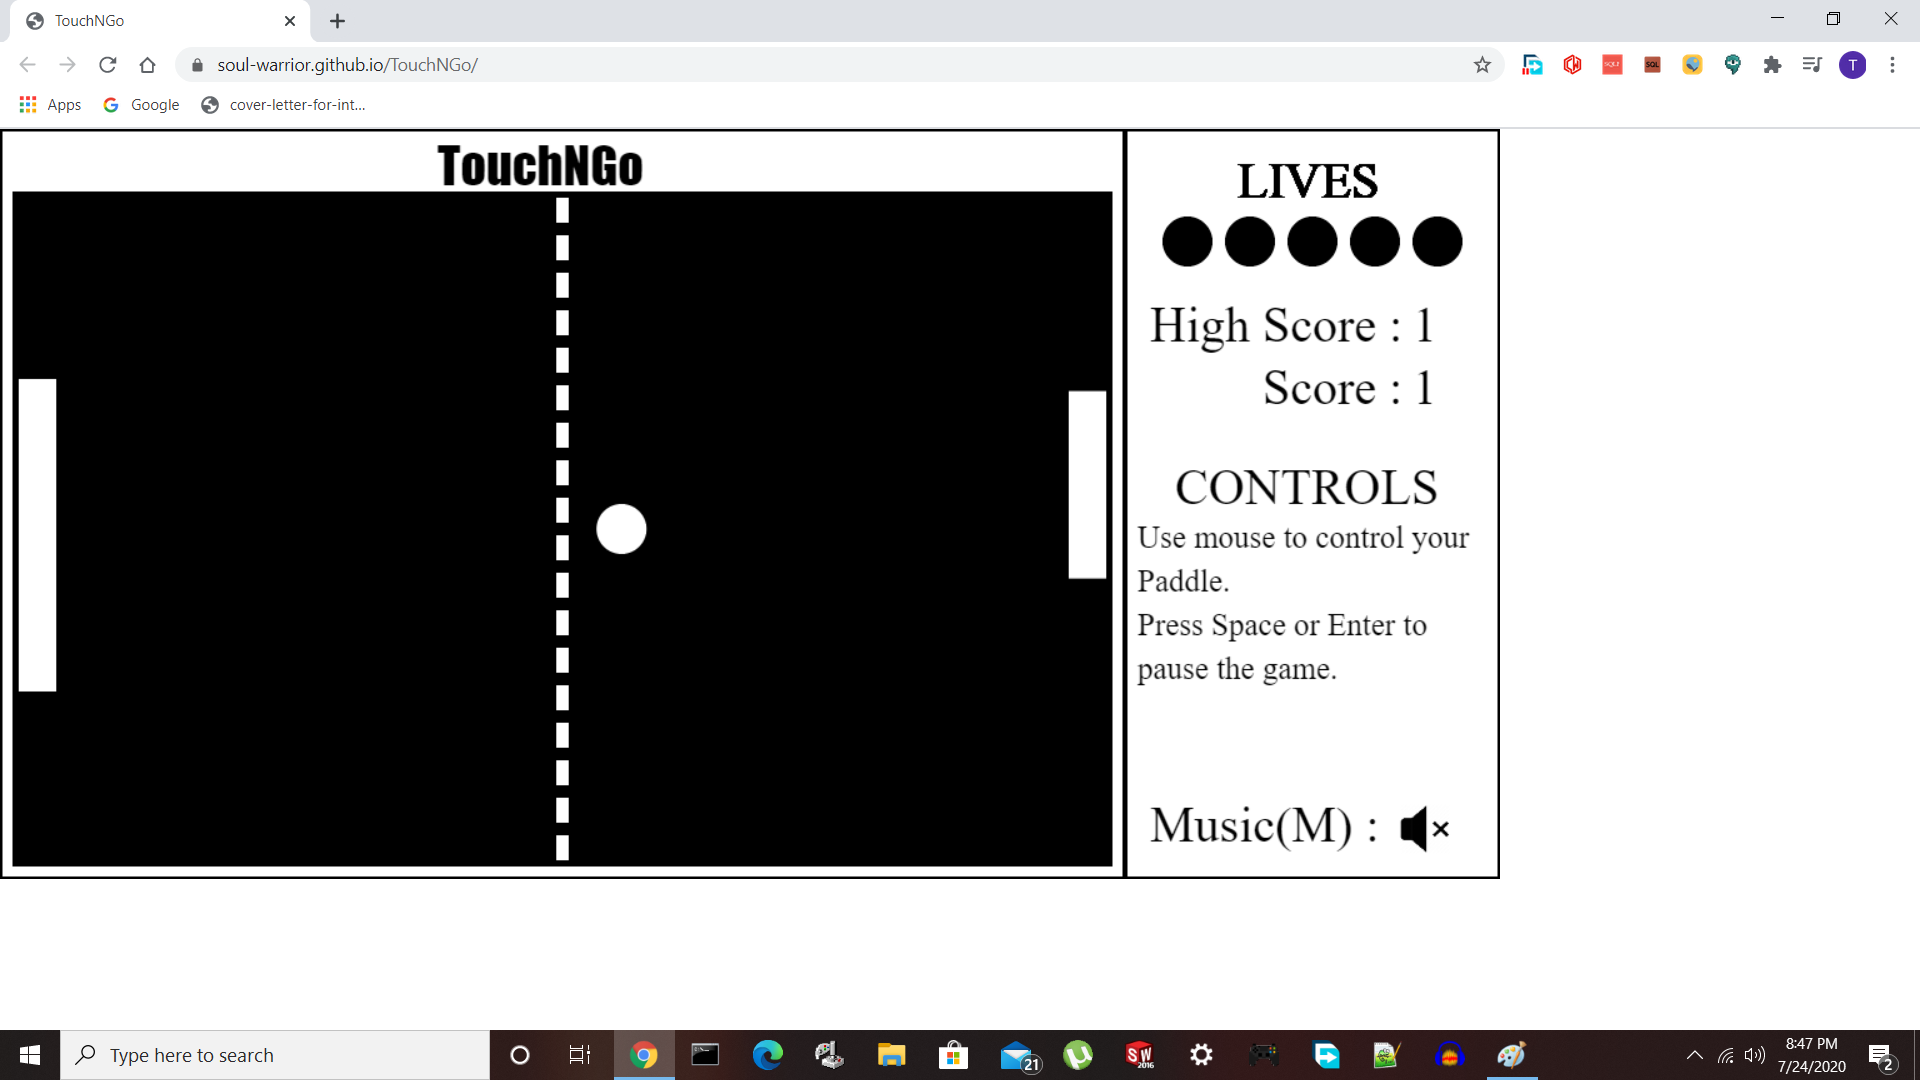 TouchNGo
soul-warrior.github.io/TouchNGo/
T
Apps
Google
cover-letter-for-int...
TouchNGo
LIVES
High Score : 1
Score : 1
CONTROLS
Use mouse to control your
Paddle.
Press Space or Enter to
pause the game.
Music(M) :
Type here to search
21
SW
2016
8:47 PM
7/24/2020
2